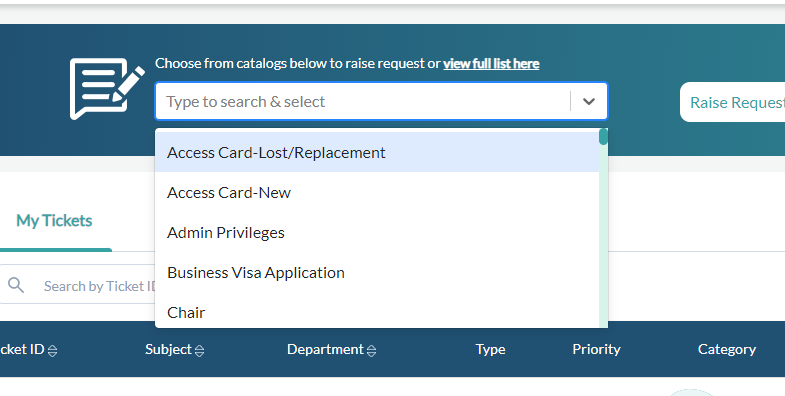 Choose from catalogs below to raise request or view full list here
Type to search & select
Raise Request
Access Card-Lost/Replacement
Access Card-New
Admin Privileges
Business Visa Application
Chair
My Tickets
Search by Ticket ID
cket ID
Subject
Department
Type
Priority
Category